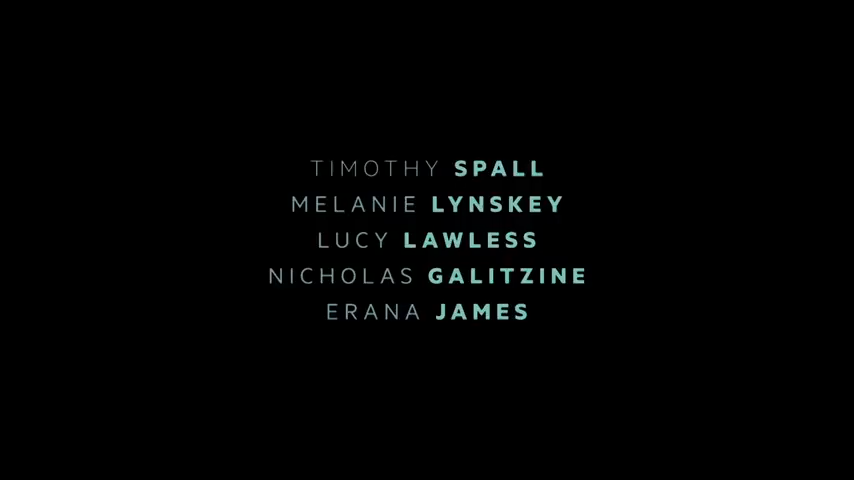 TIMOTHY SPALL
MELANIE LYNSKEY
LUCY LAWLESS
NICHOLAS GALITZINE
ERANA JAMES